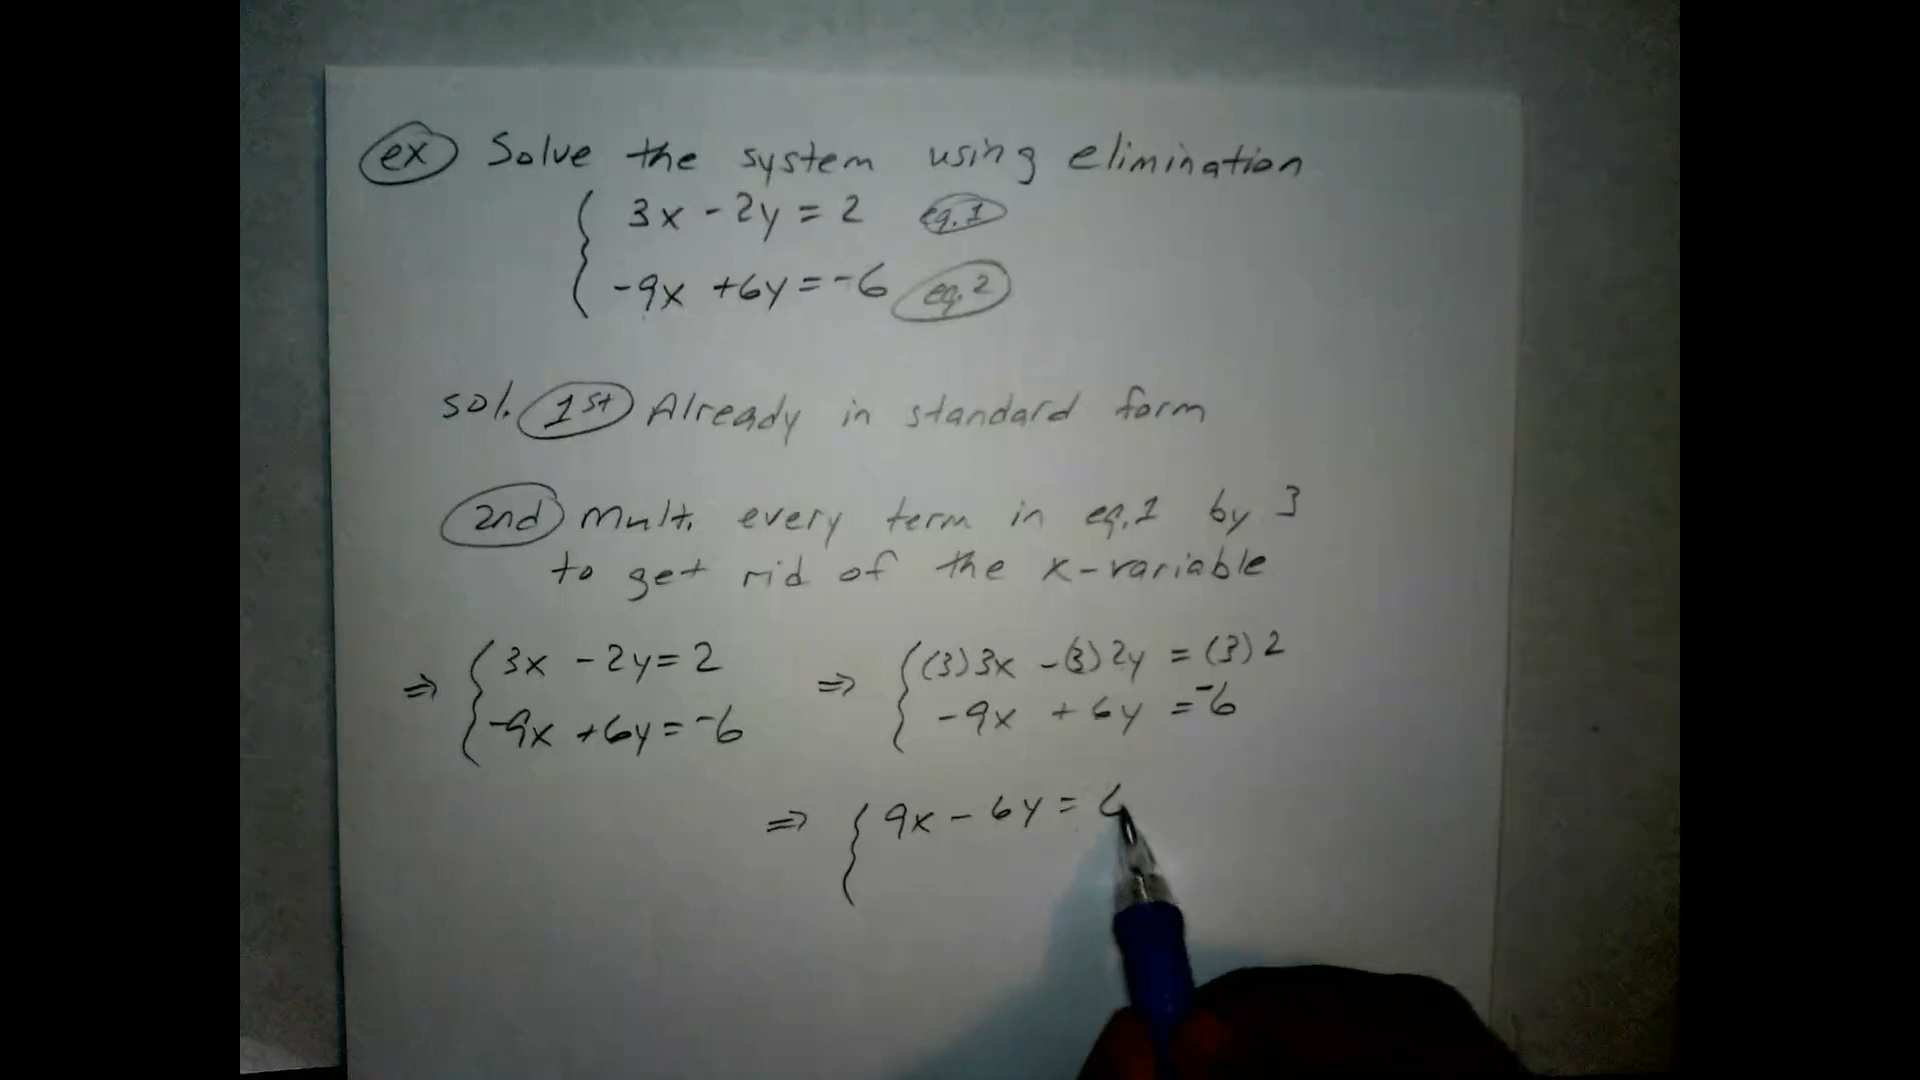 ex Solve the system using elimination
3x - 2y = 2 eq.1
-9x + 6y = -6 eq.2
sol. 1st Already in standard form
2nd Mult. every term in eq.1 by 3
to get rid of the x-variable
⇒ { 3x - 2y = 2 ⇒ { (3)3x - (3)2y = (3)2
-9x + 6y = -6 -9x + 6y = -6
⇒ { 9x - 6y = 6